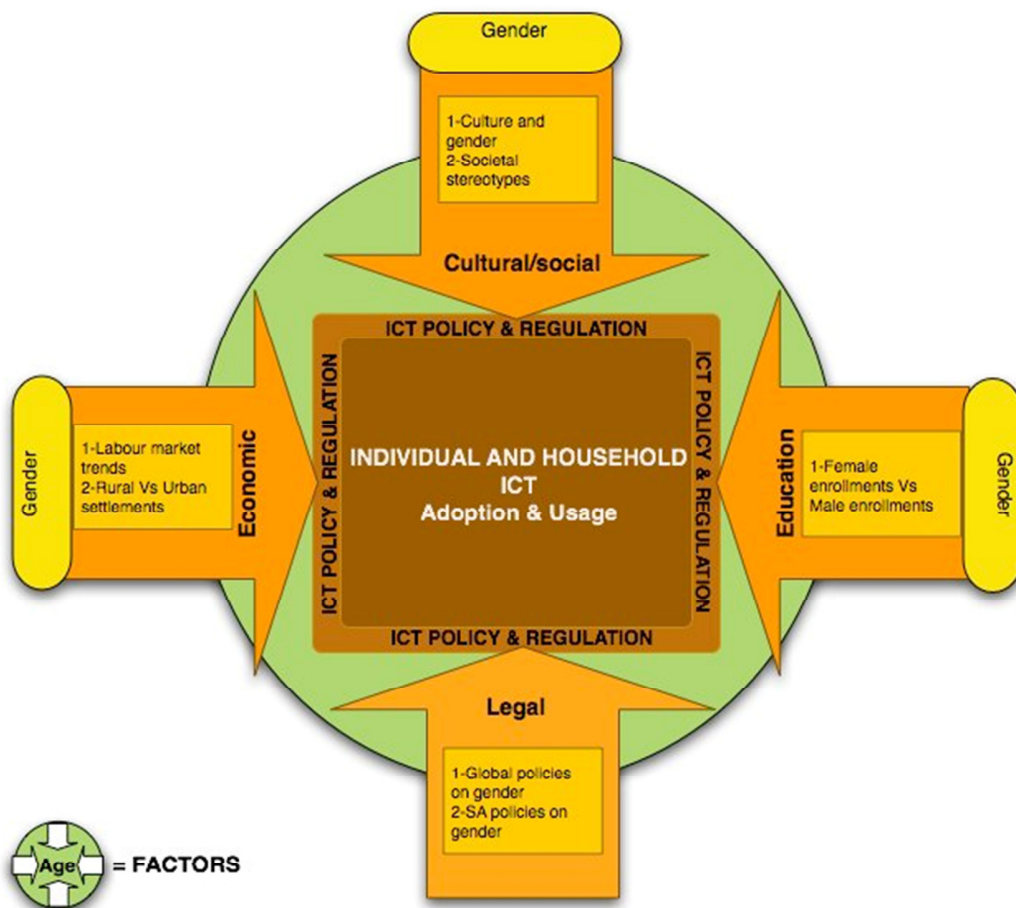 Gender
1-Culture and
gender
2-Societal
stereotypes
Cultural/social
ICT POLICY & REGULATION
Gender
1-Labour market
trends
2-Rural Vs Urban
settlements
Economic
ICT POLICY & REGULATION
INDIVIDUAL AND HOUSEHOLD
ICT
Adoption & Usage
ICT POLICY & REGULATION
Education
1-Female
enrollments Vs
Male enrollments
Gender
ICT POLICY & REGULATION
Legal
1-Global policies
on gender
2-SA policies on
gender
Age
= FACTORS